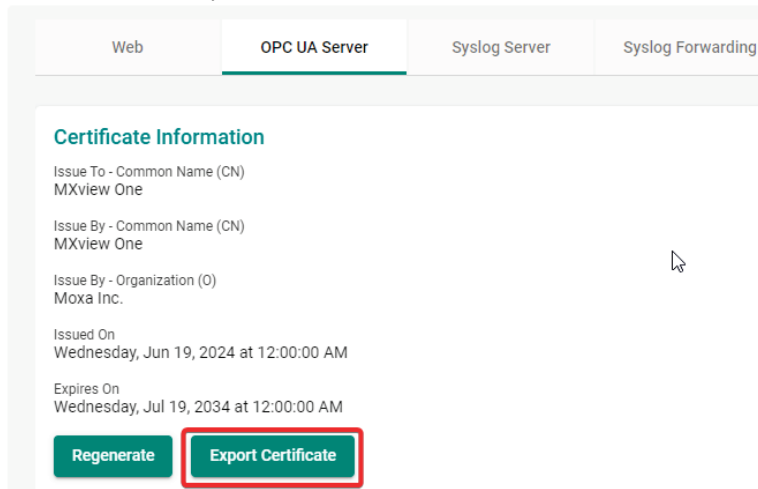 Web OPC UA Server Syslog Server Syslog Forwarding
Certificate Information
Issue To - Common Name (CN)
MXview One
Issue By - Common Name (CN)
MXview One
Issue By - Organization (O)
Moxa Inc.
Issued On
Wednesday, Jun 19, 2024 at 12:00:00 AM
Expires On
Wednesday, Jul 19, 2034 at 12:00:00 AM
Regenerate Export Certificate